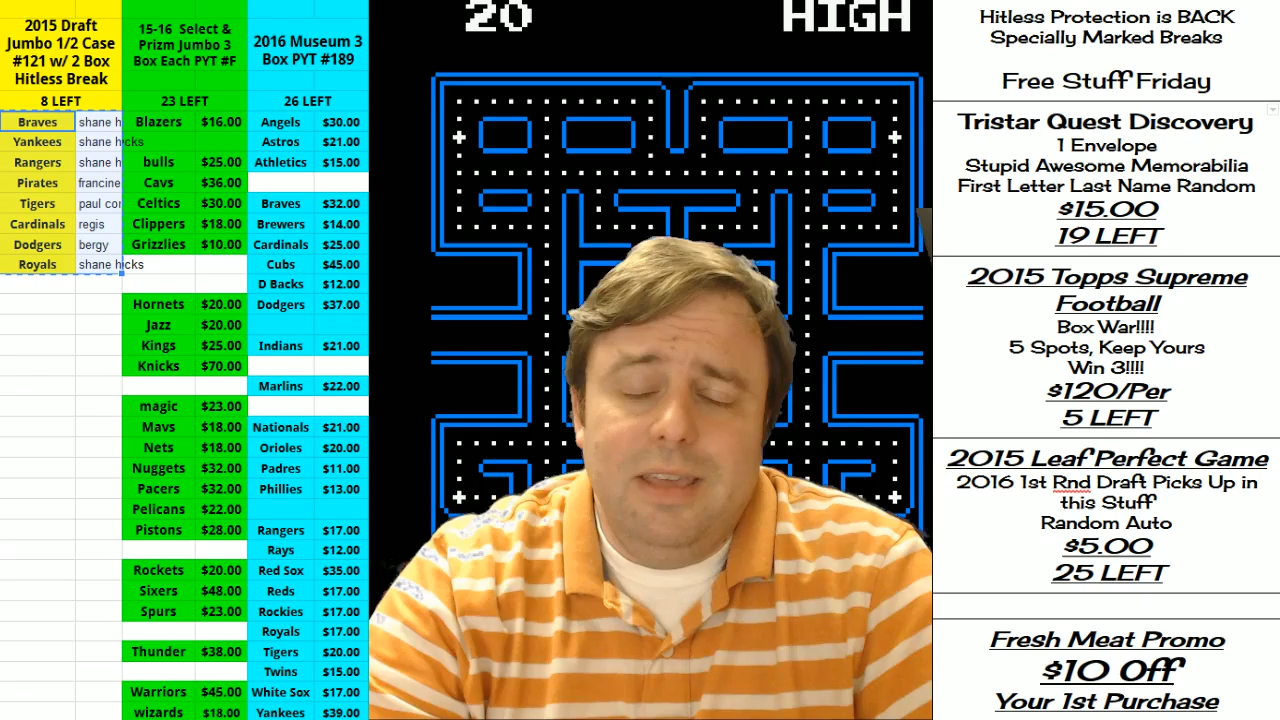 2015 Draft
Jumbo 1/2 Case
#121 w/ 2 Box
Hitless Break
8 LEFT
Braves shane h
Yankees shane hicks
Rangers shane h
Pirates francine
Tigers paul cor
Cardinals regis
Dodgers bergy
Royals shane hicks
15-16 Select &
Prizm Jumbo 3
Box Each PYT #F
23 LEFT
Blazers $16.00
bulls $25.00
Cavs $36.00
Celtics $30.00
Clippers $18.00
Grizzlies $10.00
Hornets $20.00
Jazz $20.00
Kings $25.00
Knicks $70.00
magic $23.00
Mavs $18.00
Nets $18.00
Nuggets $32.00
Pacers $32.00
Pelicans $22.00
Pistons $28.00
Rockets $20.00
Sixers $48.00
Spurs $23.00
Thunder $38.00
Warriors $45.00
wizards $18.00
2016 Museum 3
Box PYT #189
26 LEFT
Angels $30.00
Astros $21.00
Athletics $15.00
Braves $32.00
Brewers $14.00
Cardinals $25.00
Cubs $45.00
D Backs $12.00
Dodgers $37.00
Indians $21.00
Marlins $22.00
Nationals $21.00
Orioles $20.00
Padres $11.00
Phillies $13.00
Rangers $17.00
Rays $12.00
Red Sox $35.00
Reds $17.00
Rockies $17.00
Royals $17.00
Tigers $20.00
Twins $15.00
White Sox $17.00
Yankees $39.00
20 HIGH
Hitless Protection is BACK
Specially Marked Breaks
Free Stuff Friday
Tristar Quest Discovery
1 Envelope
Stupid Awesome Memorabilia
First Letter Last Name Random
$15.00
19 LEFT
2015 Topps Supreme
Football
Box War!!!!
5 Spots, Keep Yours
Win 3!!!!
$120/Per
5 LEFT
2015 Leaf Perfect Game
2016 1st Rnd Draft Picks Up in
this Stuff
Random Auto
$5.00
25 LEFT
Fresh Meat Promo
$10 Off
Your 1st Purchase